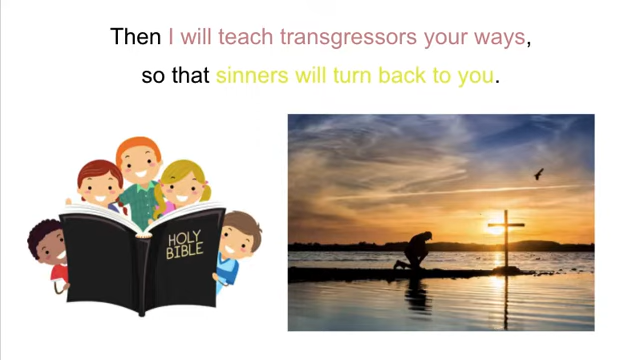 Then I will teach transgressors your ways,
so that sinners will turn back to you.
HOLY
BIBLE